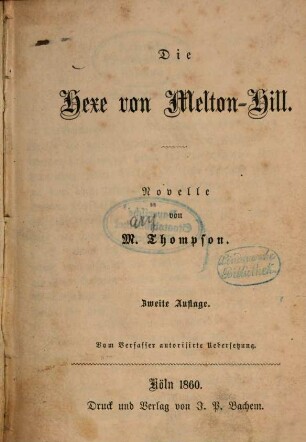 Die
Hexe von Melton-Hill.
Novelle
von
M. Thompson.
Zweite Auflage.
Vom Verfasser autorisirte Uebersetzung.
Köln 1860.
Druck und Verlag von J. P. Bachem.